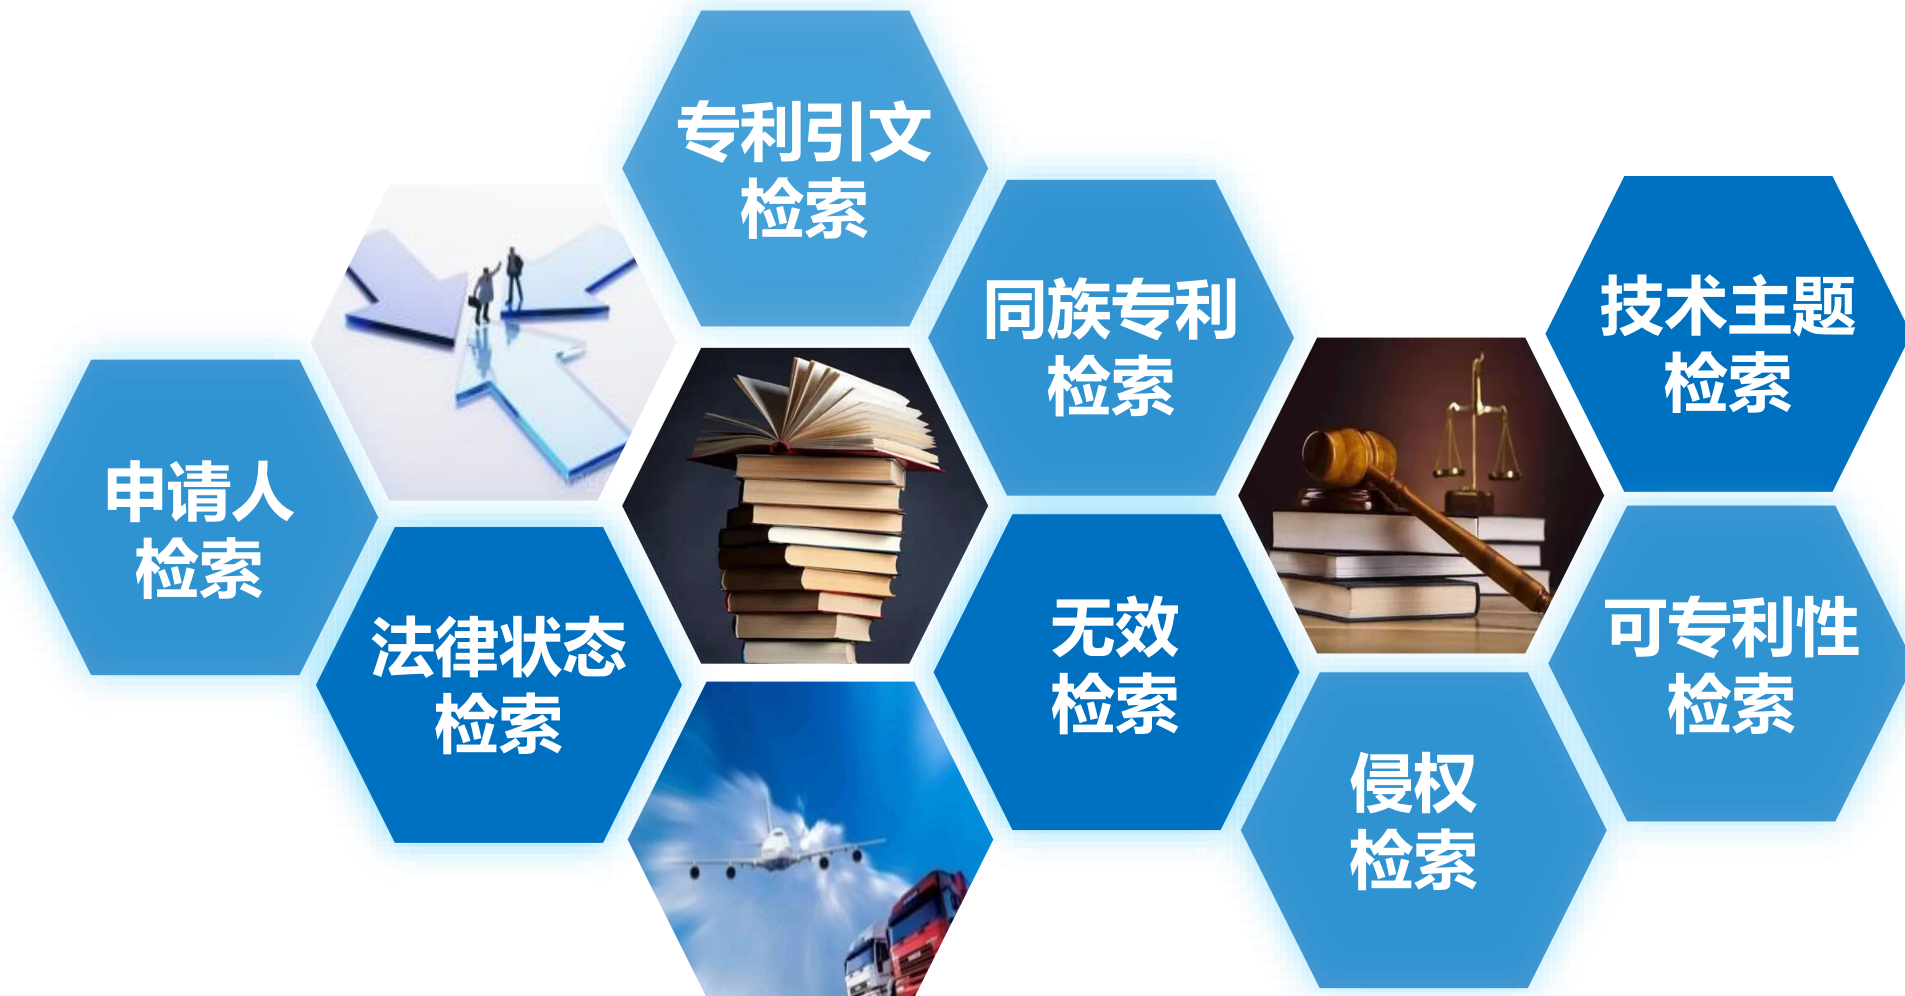 专利引文
检索
同族专利
检索
技术主题
检索
申请人
检索
法律状态
检索
无效
检索
可专利性
检索
侵权
检索